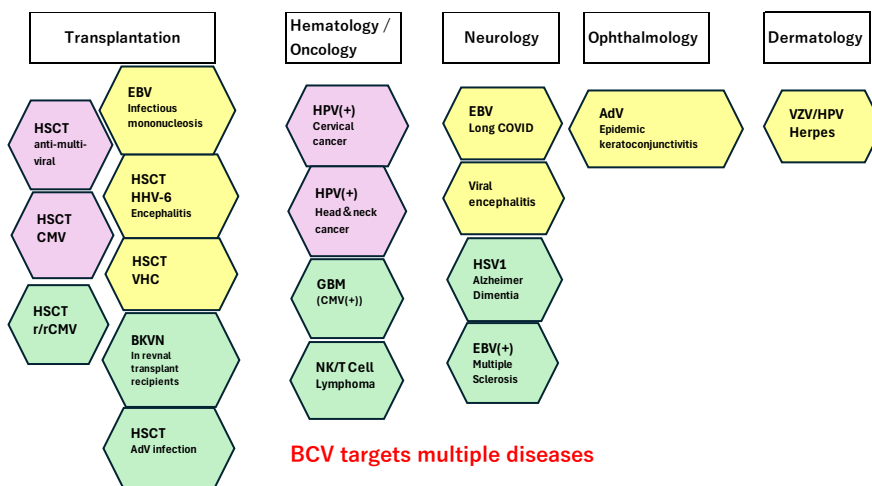 Transplantation
Hematology /
Oncology
Neurology
Ophthalmology
Dermatology
HSCT
anti-multi-
viral
HSCT
CMV
HSCT
r/rCMV
EBV
Infectious
mononucleosis
HSCT
HHV-6
Encephalitis
HSCT
VHC
BKVN
In revnal
transplant
recipients
HSCT
AdV infection
HPV(+)
Cervical
cancer
HPV(+)
Head＆neck
cancer
GBM
(CMV(+))
NK/T Cell
Lymphoma
EBV
Long COVID
Viral
encephalitis
HSV1
Alzheimer
Dimentia
EBV(+)
Multiple
Sclerosis
AdV
Epidemic
keratoconjunctivitis
VZV/HPV
Herpes
BCV targets multiple diseases